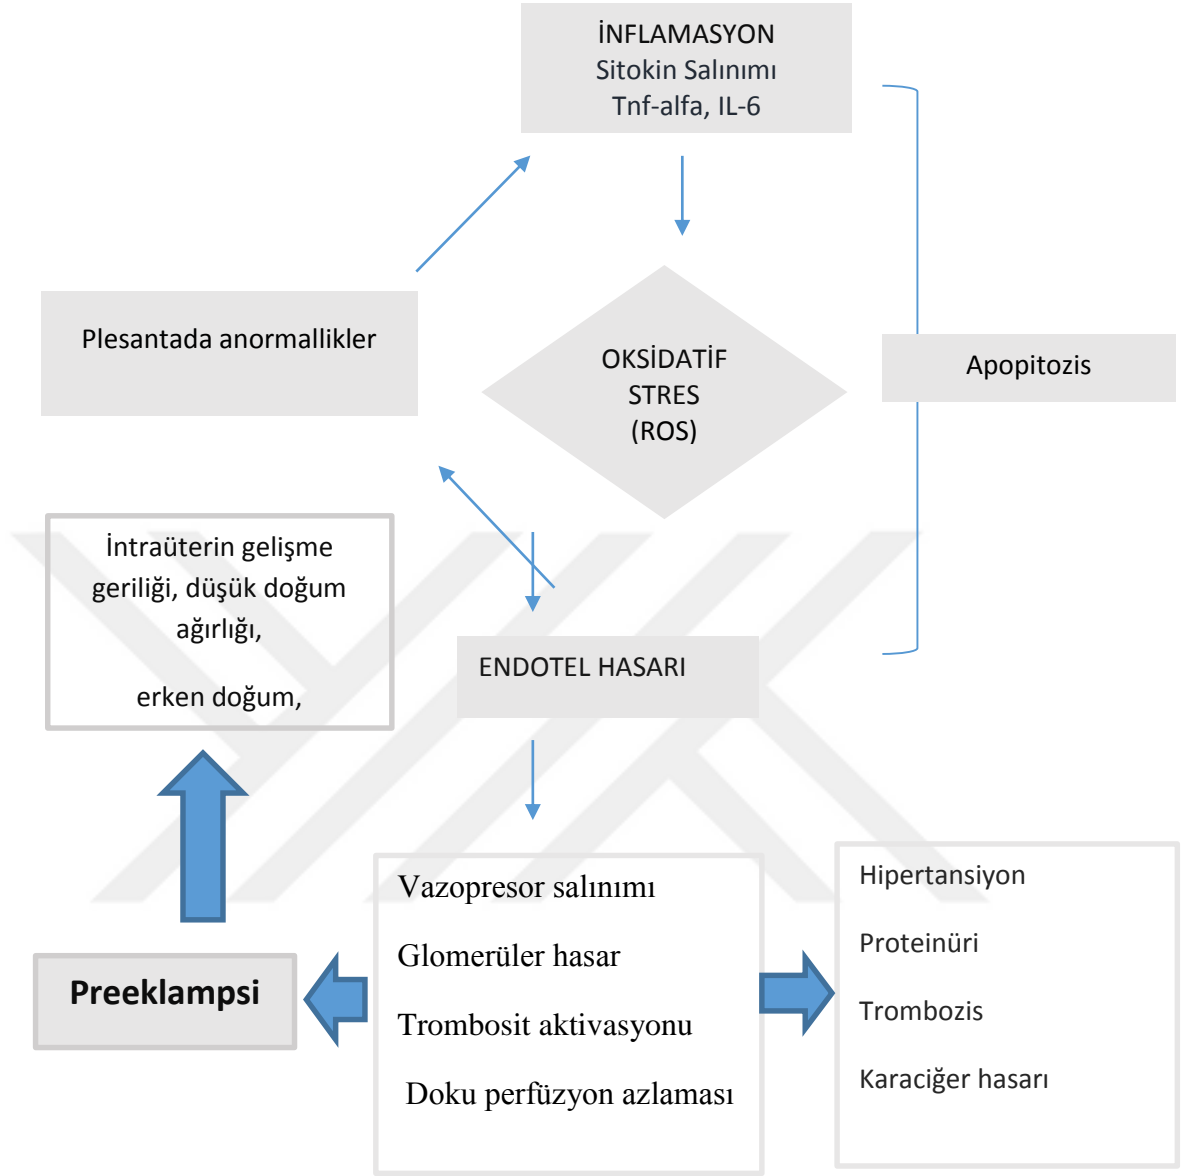 İNFLAMASYON
Sitokin Salınımı
Tnf-alfa, IL-6
Plesantada anormallikler
OKSİDATİF
STRES
(ROS)
Apopitozis
İntraüterin gelişme
geriliği, düşük doğum
ağırlığı,
erken doğum,
ENDOTEL HASARI
Vazopresor salınımı
Glomerüler hasar
Trombosit aktivasyonu
Doku perfüzyon azlaması
Hipertansiyon
Proteinüri
Trombozis
Karaciğer hasarı
Preeklampsi